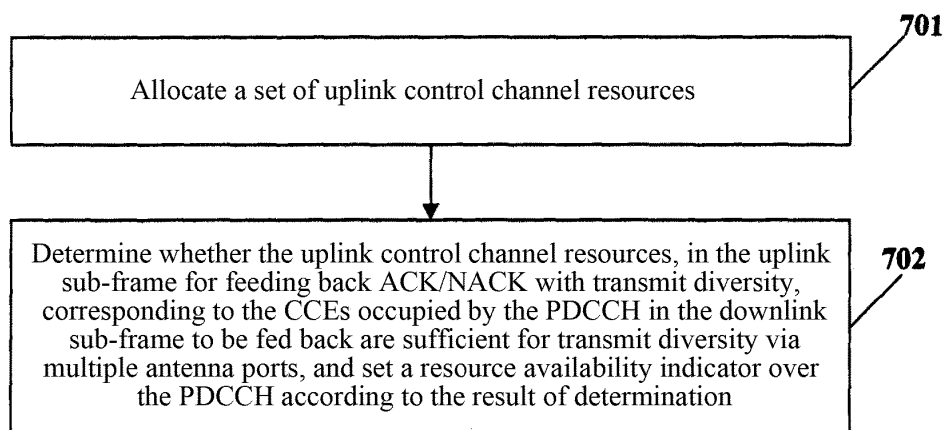 701
Allocate a set of uplink control channel resources
Determine whether the uplink control channel resources, in the uplink
sub-frame for feeding back ACK/NACK with transmit diversity,
corresponding to the CCEs occupied by the PDCCH in the downlink
sub-frame to be fed back are sufficient for transmit diversity via
multiple antenna ports, and set a resource availability indicator over
the PDCCH according to the result of determination
702